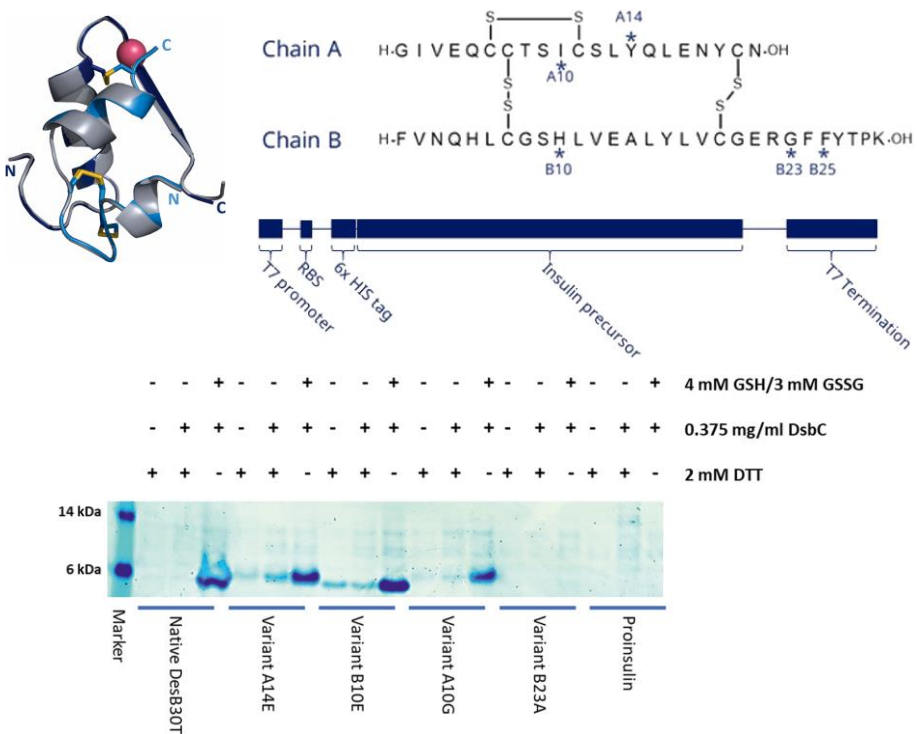 C
N
N
C
S S
A14
Chain A H-GIVEQCCTSICSLYQLENYCN-OH
* *
A10
S S
S S
Chain B H-FVNQHLCGSHLVEALYLVCGERGFFYTPK-OH
* * *
B10 B23 B25
T7 promoter
RBS
6x HIS tag
Insulin precursor
T7 Termination
- - + - - + - - + - - + - - + - - + 4 mM GSH/3 mM GSSG
- + + - + + - + + - + + - + + - + + 0.375 mg/ml DsbC
+ + - + + - + + - + + - + + - + + - 2 mM DTT
14 kDa
6 kDa
Marker
Native DesB30T
Variant A14E
Variant B10E
Variant A10G
Variant B23A
Proinsulin